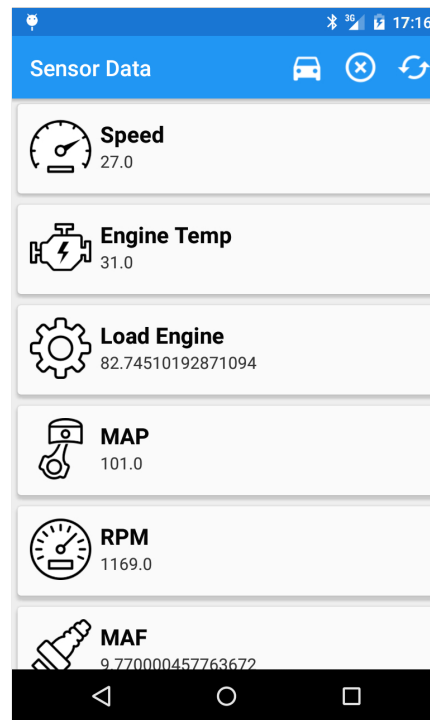 3G 17:16
Sensor Data
Speed
27.0
Engine Temp
31.0
Load Engine
82.74510192871094
MAP
101.0
RPM
1169.0
MAF
9.770000457763672